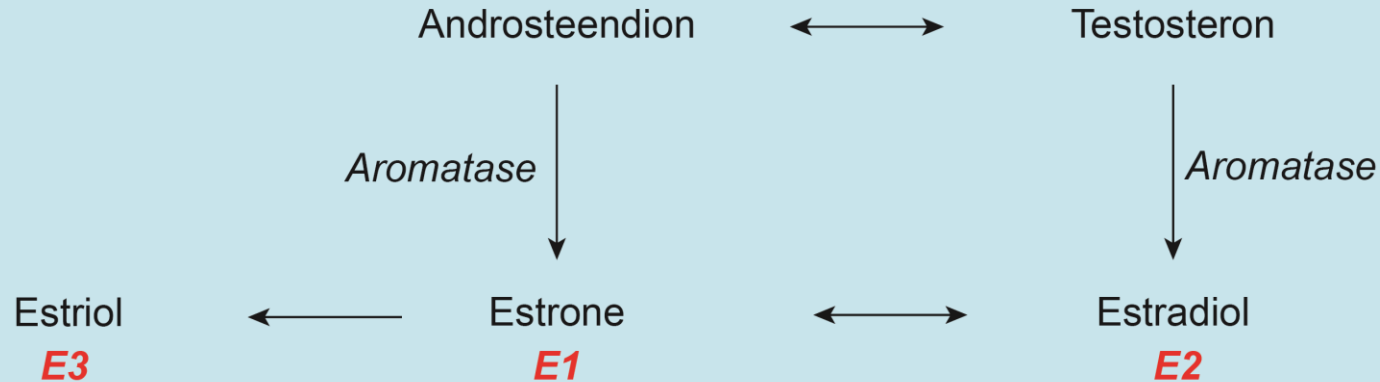 Androsteendion Testosteron
Aromatase Aromatase
Estriol Estrone Estradiol
E3 E1 E2